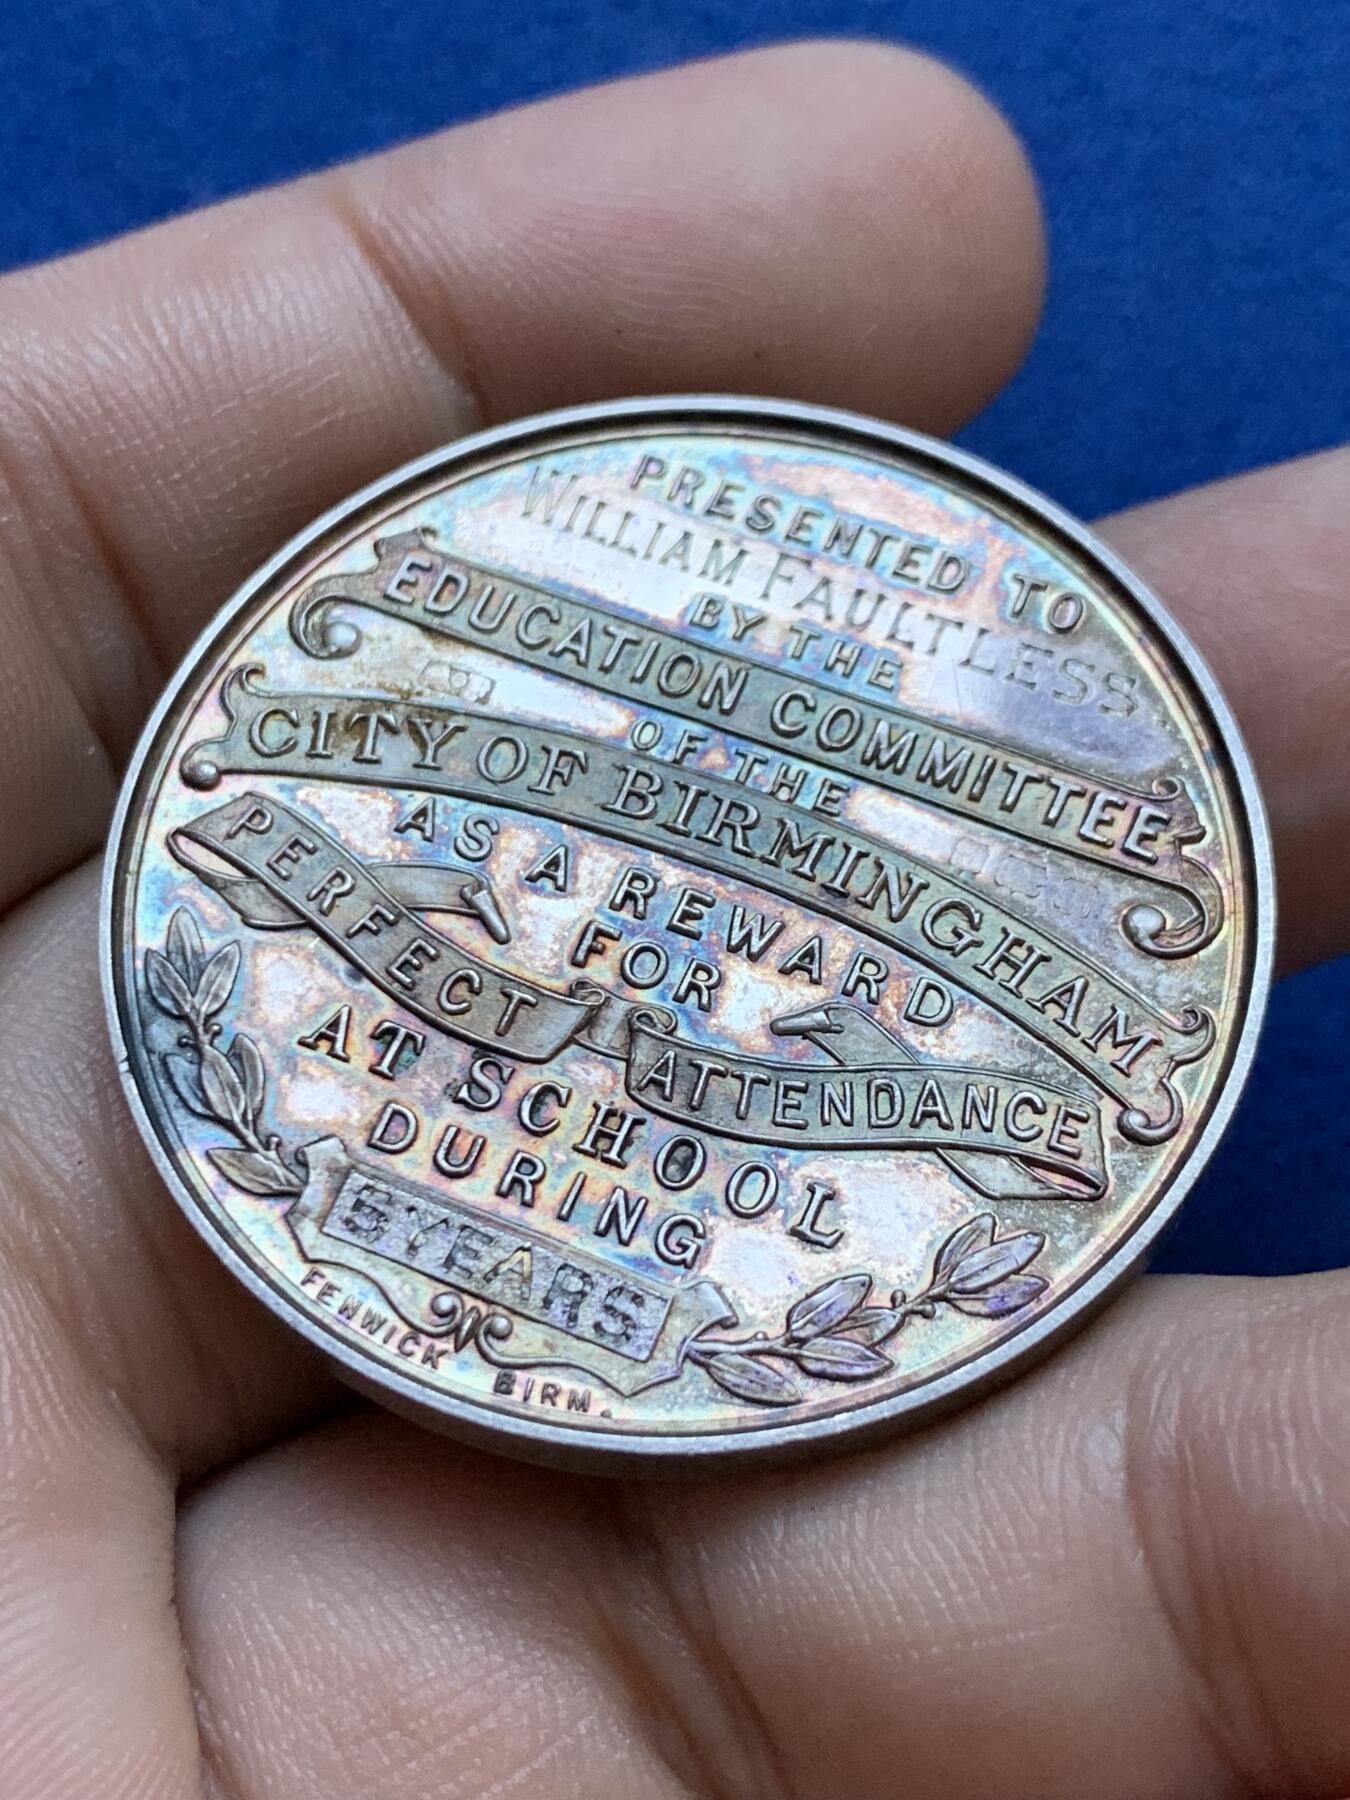 PRESENTED TO
WILLIAM FAULTLESS
BY THE
EDUCATION COMMITTEE
OF THE
CITY OF BIRMINGHAM
AS A REWARD
FOR
PERFECT ATTENDANCE
AT SCHOOL
DURING
5 YEARS
FENWICK BIRM.